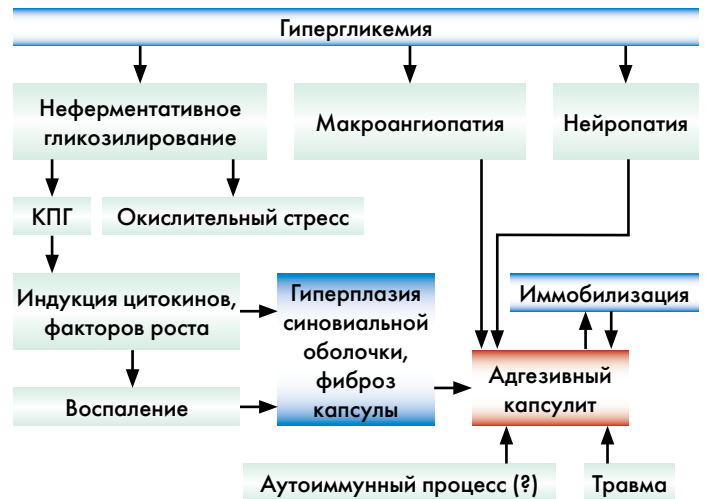 Гипергликемия
Неферментативное
гликозилирование
Макроангиопатия
Нейропатия
КПГ
Окислительный стресс
Индукция цитокинов,
факторов роста
Гиперплазия
синовиальной
оболочки,
фиброз
капсулы
Иммобилизация
Воспаление
Адгезивный
капсулит
Аутоиммунный процесс (?)
Травма